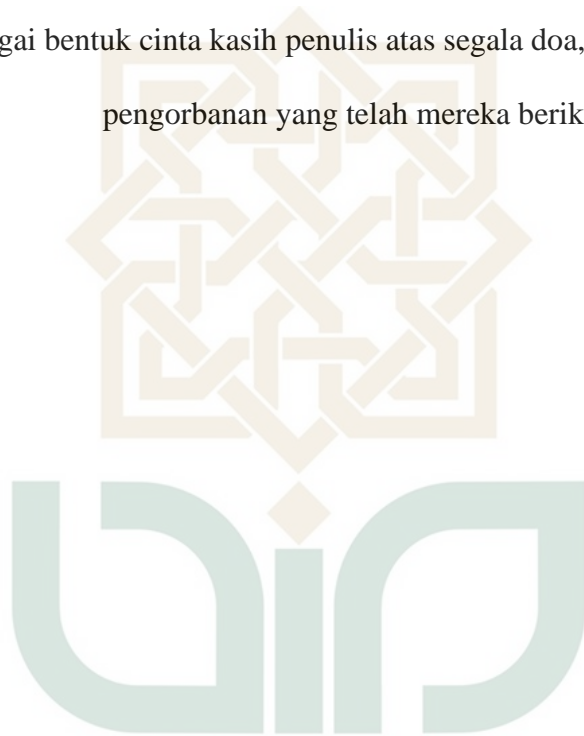 gai bentuk cinta kasih penulis atas segala doa,
pengorbanan yang telah mereka berik